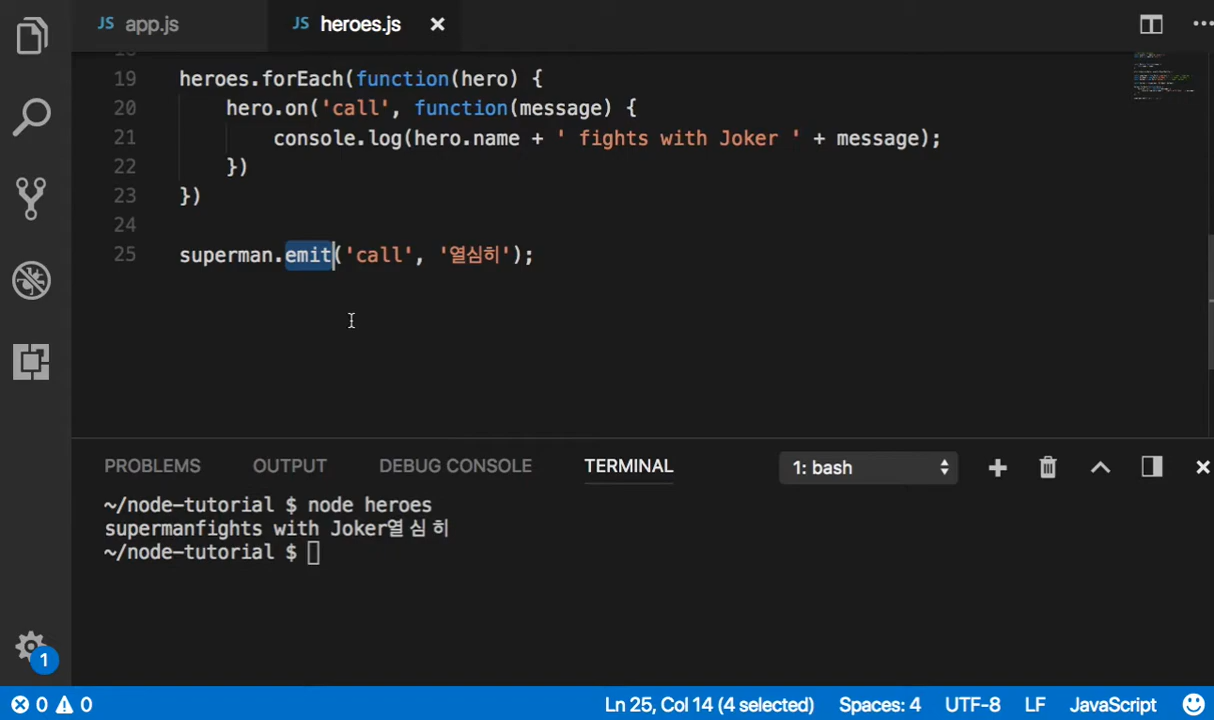 JS app.js JS heroes.js
19 heroes.forEach(function(hero) {
20 hero.on('call', function(message) {
21 console.log(hero.name + ' fights with Joker ' + message);
22 })
23 })
24
25 superman.emit('call', '열심히');
PROBLEMS OUTPUT DEBUG CONSOLE TERMINAL 1: bash
~/node-tutorial $ node heroes
supermanfights with Joker열심히
~/node-tutorial $
1
0 0 Ln 25, Col 14 (4 selected) Spaces: 4 UTF-8 LF JavaScript